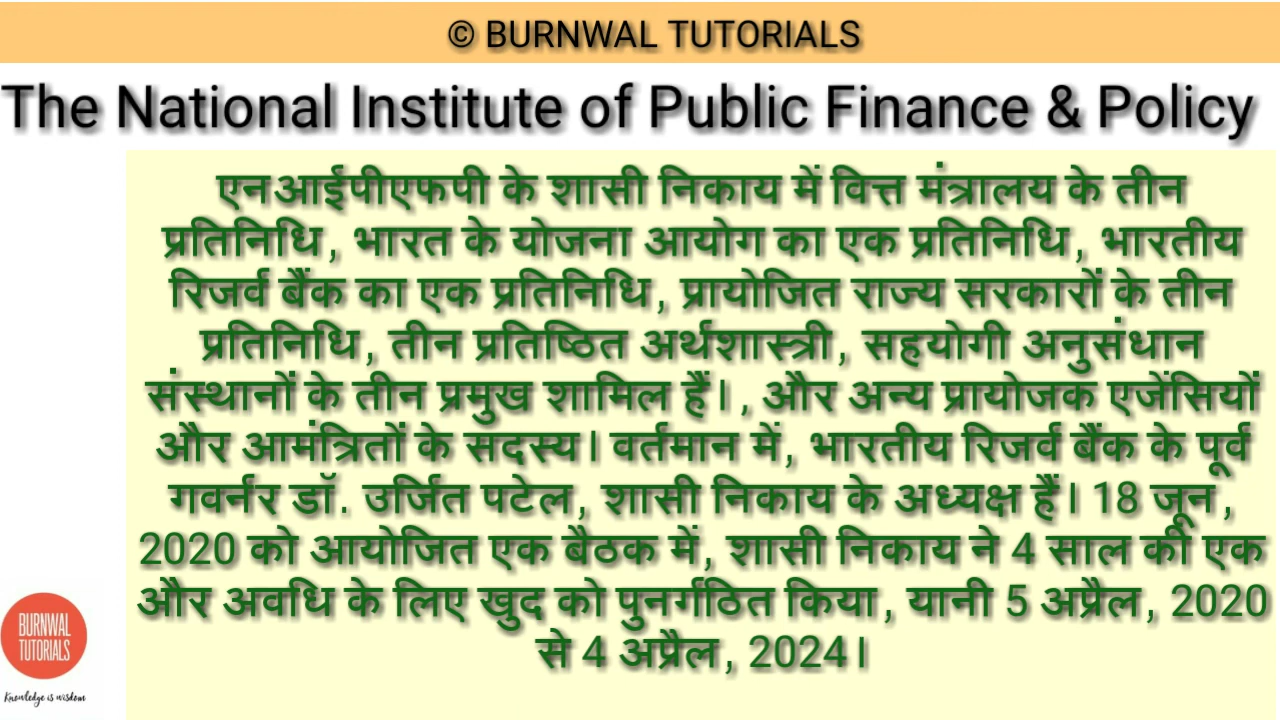 © BURNWAL TUTORIALS
The National Institute of Public Finance & Policy
एनआईपीएफपी के शासी निकाय में वित्त मंत्रालय के तीन
प्रतिनिधि, भारत के योजना आयोग का एक प्रतिनिधि, भारतीय
रिजर्व बैंक का एक प्रतिनिधि, प्रायोजित राज्य सरकारों के तीन
प्रतिनिधि, तीन प्रतिष्ठित अर्थशास्त्री, सहयोगी अनुसंधान
संस्थानों के तीन प्रमुख शामिल हैं।, और अन्य प्रायोजक एजेंसियों
और आमंत्रितों के सदस्य। वर्तमान में, भारतीय रिजर्व बैंक के पूर्व
गवर्नर डॉ. उर्जित पटेल, शासी निकाय के अध्यक्ष हैं। 18 जून,
2020 को आयोजित एक बैठक में, शासी निकाय ने 4 साल की एक
और अवधि के लिए खुद को पुनर्गठित किया, यानी 5 अप्रैल, 2020
से 4 अप्रैल, 2024।
BURNWAL
TUTORIALS
Knowledge is wisdom